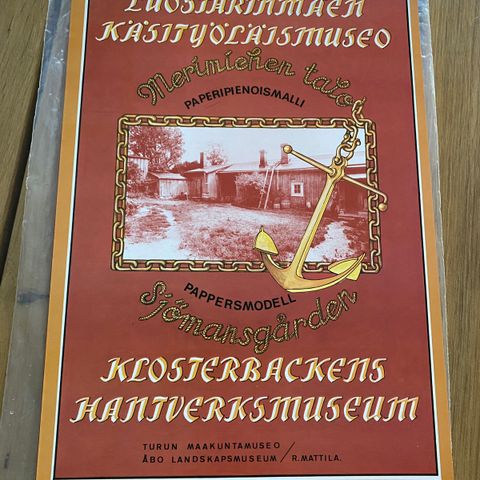 LUOSTARINMÄEN
KÄSITYÖLÄISMUSEO
Merimiehen talo
PAPERIPIENOISMALLI
PAPPERSMODELL
Sjömansgården
KLOSTERBACKENS
HANTVERKSMUSEUM
TURUN MAAKUNTAMUSEO
ÅBO LANDSKAPSMUSEUM / R. MATTILA.